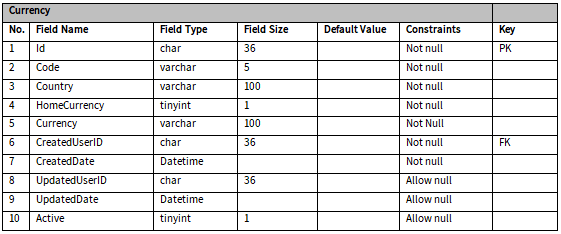 Currency
No. Field Name Field Type Field Size Default Value Constraints Key
1 Id char 36 Not null PK
2 Code varchar 5 Not null
3 Country varchar 100 Not null
4 HomeCurrency tinyint 1 Not null
5 Currency varchar 100 Not Null
6 CreatedUserID char 36 Not null FK
7 CreatedDate Datetime Not null
8 UpdatedUserID char 36 Allow null
9 UpdatedDate Datetime Allow null
10 Active tinyint 1 Allow null